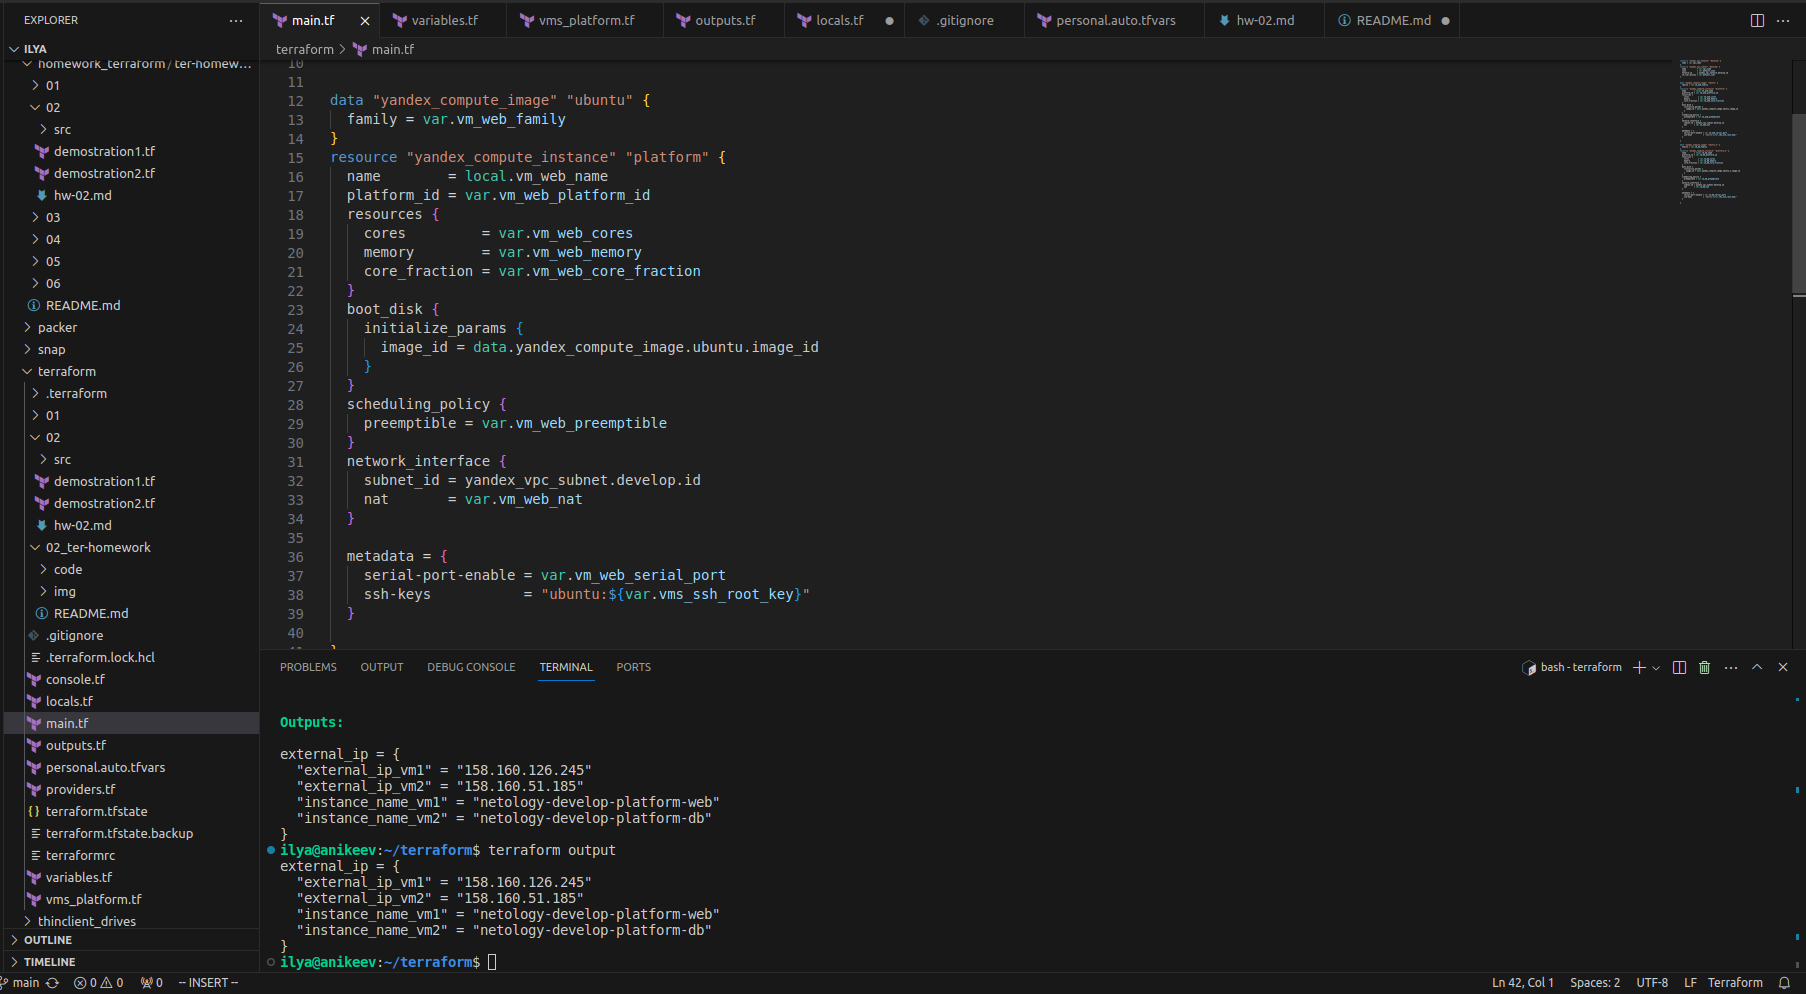 EXPLORER ···
ILYA
homework_terraform / ter-homew...
01
02
src
demostration1.tf
demostration2.tf
hw-02.md
03
04
05
06
README.md
packer
snap
terraform
.terraform
01
02
src
demostration1.tf
demostration2.tf
hw-02.md
02_ter-homework
code
img
README.md
.gitignore
.terraform.lock.hcl
console.tf
locals.tf
main.tf
outputs.tf
personal.auto.tfvars
providers.tf
terraform.tfstate
terraform.tfstate.backup
terraformrc
variables.tf
vms_platform.tf
thinclient_drives
OUTLINE
TIMELINE
main.tf variables.tf vms_platform.tf outputs.tf locals.tf .gitignore personal.auto.tfvars hw-02.md README.md
terraform > main.tf
10
11
12 data "yandex_compute_image" "ubuntu" {
13 family = var.vm_web_family
14 }
15 resource "yandex_compute_instance" "platform" {
16 name        = local.vm_web_name
17 platform_id = var.vm_web_platform_id
18 resources {
19 cores         = var.vm_web_cores
20 memory        = var.vm_web_memory
21 core_fraction = var.vm_web_core_fraction
22 }
23 boot_disk {
24 initialize_params {
25 image_id = data.yandex_compute_image.ubuntu.image_id
26 }
27 }
28 scheduling_policy {
29 preemptible = var.vm_web_preemptible
30 }
31 network_interface {
32 subnet_id = yandex_vpc_subnet.develop.id
33 nat       = var.vm_web_nat
34 }
35
36 metadata = {
37 serial-port-enable = var.vm_web_serial_port
38 ssh-keys           = "ubuntu:${var.vms_ssh_root_key}"
39 }
40
PROBLEMS OUTPUT DEBUG CONSOLE TERMINAL PORTS bash - terraform
Outputs:
external_ip = {
"external_ip_vm1" = "158.160.126.245"
"external_ip_vm2" = "158.160.51.185"
"instance_name_vm1" = "netology-develop-platform-web"
"instance_name_vm2" = "netology-develop-platform-db"
}
ilya@anikeev:~/terraform$ terraform output
external_ip = {
"external_ip_vm1" = "158.160.126.245"
"external_ip_vm2" = "158.160.51.185"
"instance_name_vm1" = "netology-develop-platform-web"
"instance_name_vm2" = "netology-develop-platform-db"
}
ilya@anikeev:~/terraform$
main 0 0 0 -- INSERT -- Ln 42, Col 1 Spaces: 2 UTF-8 LF Terraform